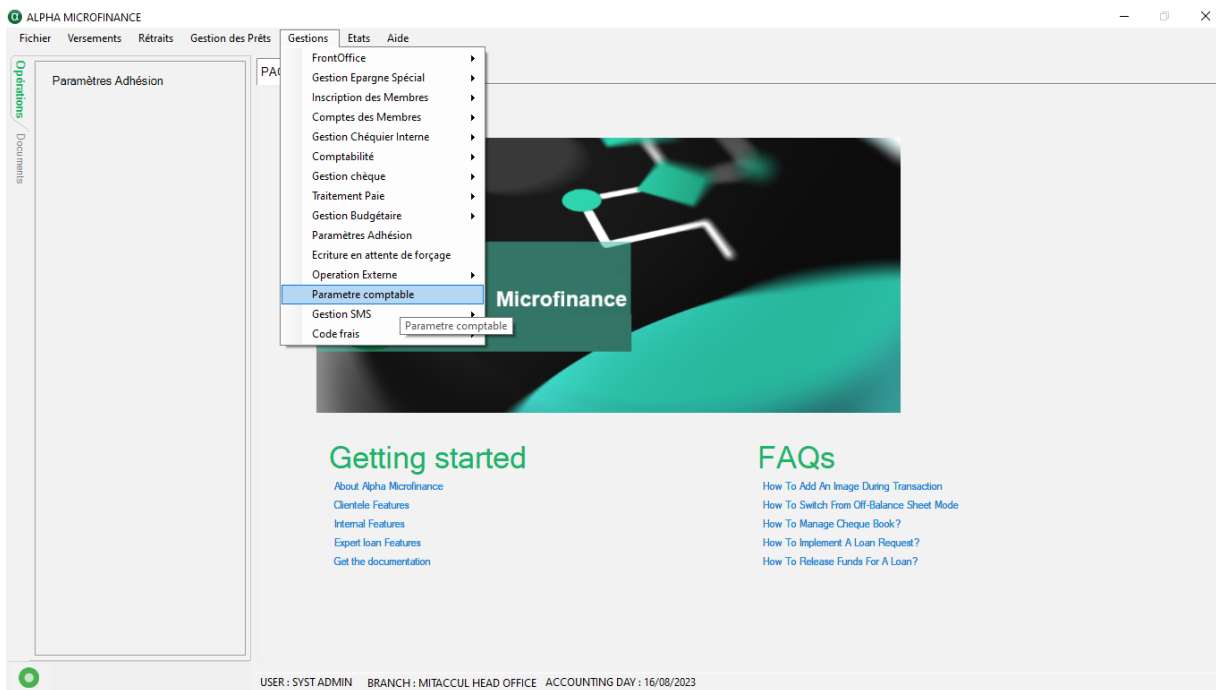 ALPHA MICROFINANCE
Fichier Versements Rétraits Gestion des Prêts Gestions Etats Aide
Opérations
Documents
Paramètres Adhésion
FrontOffice
Gestion Epargne Spécial
Inscription des Membres
Comptes des Membres
Gestion Chéquier Interne
Comptabilité
Gestion chèque
Traitement Paie
Gestion Budgétaire
Paramètres Adhésion
Ecriture en attente de forçage
Operation Externe
Parametre comptable
Gestion SMS
Code frais
Parametre comptable
Microfinance
Getting started
About Alpha Microfinance
Clientele Features
Internal Features
Expert loan Features
Get the documentation
FAQs
How To Add An Image During Transaction
How To Switch From Off-Balance Sheet Mode
How To Manage Cheque Book?
How To Implement A Loan Request?
How To Release Funds For A Loan?
USER : SYST ADMIN BRANCH : MITACCUL HEAD OFFICE ACCOUNTING DAY : 16/08/2023